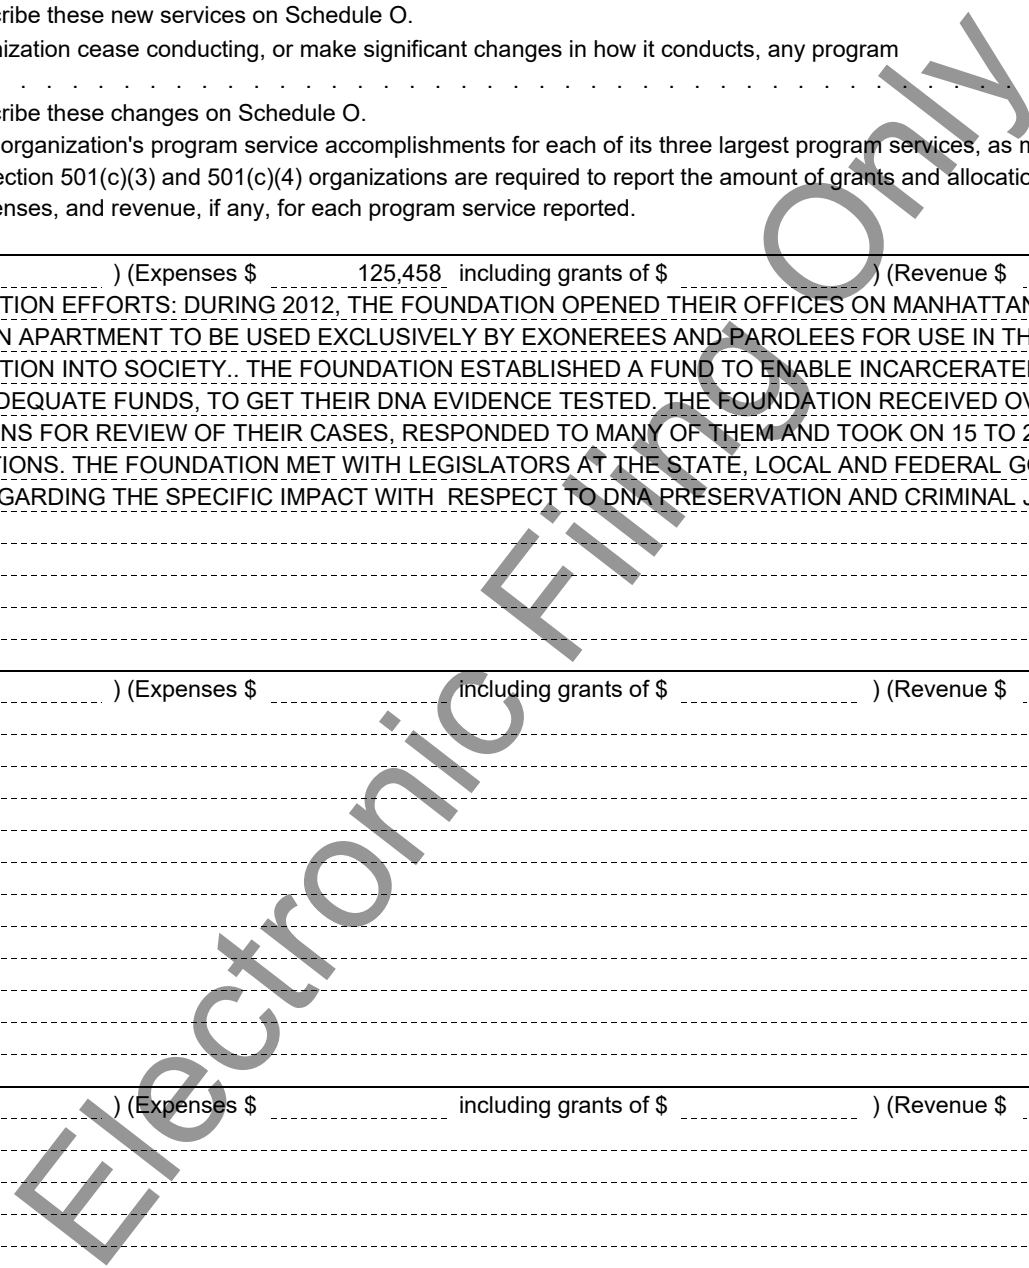 ribe these new services on Schedule O.
ization cease conducting, or make significant changes in how it conducts, any program
. . . . . . . . . . . . . . . . . . . . . . . . . . . . . . . . . . . . . . .
ribe these changes on Schedule O.
organization's program service accomplishments for each of its three largest program services, as m
ection 501(c)(3) and 501(c)(4) organizations are required to report the amount of grants and allocatio
enses, and revenue, if any, for each program service reported.
) (Expenses $ 125,458 including grants of $ ) (Revenue $
TION EFFORTS: DURING 2012, THE FOUNDATION OPENED THEIR OFFICES ON MANHATTAN
N APARTMENT TO BE USED EXCLUSIVELY BY EXONEREES AND PAROLEES FOR USE IN TH
TION INTO SOCIETY.. THE FOUNDATION ESTABLISHED A FUND TO ENABLE INCARCERATE
DEQUATE FUNDS, TO GET THEIR DNA EVIDENCE TESTED. THE FOUNDATION RECEIVED OV
NS FOR REVIEW OF THEIR CASES, RESPONDED TO MANY OF THEM AND TOOK ON 15 TO 2
TIONS. THE FOUNDATION MET WITH LEGISLATORS AT THE STATE, LOCAL AND FEDERAL GO
GARDING THE SPECIFIC IMPACT WITH RESPECT TO DNA PRESERVATION AND CRIMINAL J
) (Expenses $ including grants of $ ) (Revenue $
) (Expenses $ including grants of $ ) (Revenue $
Electronic Filing Only